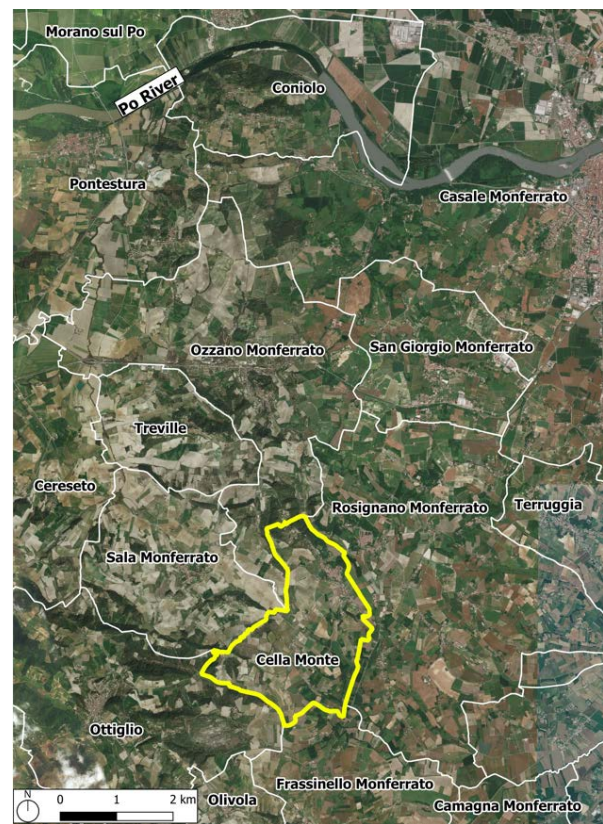 Morano sul Po
Po River
Coniolo
Pontestura
Casale Monferrato
Ozzano Monferrato
San Giorgio Monferrato
Treville
Cereseto
Rosignano Monferrato
Terruggia
Sala Monferrato
Cella Monte
Ottiglio
Frassinello Monferrato
Olivola
Camagna Monferrato
N
0 1 2 km